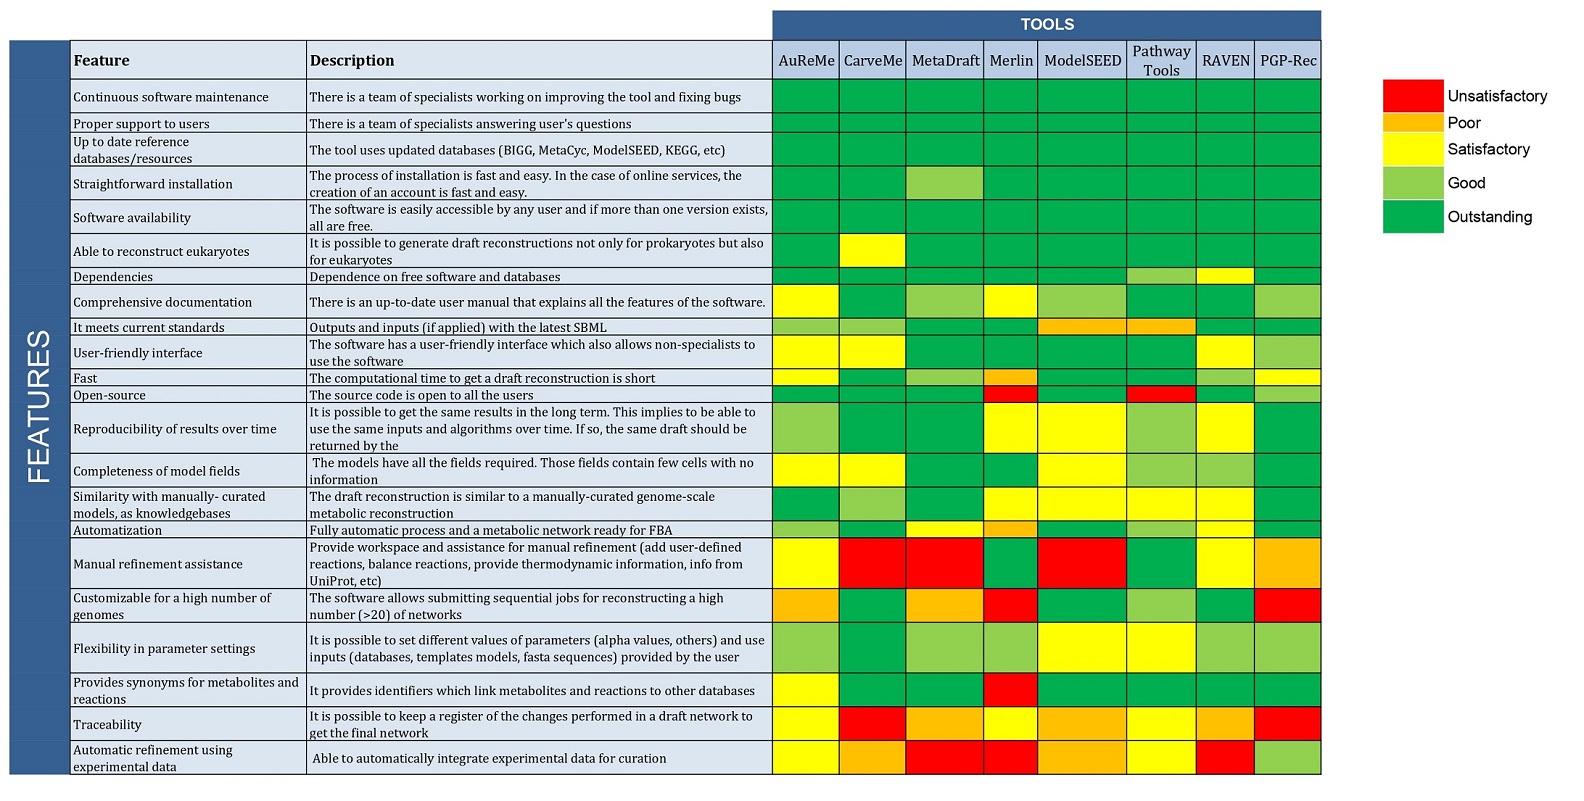 TOOLS
Feature
Description
AuReMe
CarveMe
MetaDraft
Merlin
ModelSEED
Pathway
Tools
RAVEN
PGP-Rec
FEATURES
Continuous software maintenance
There is a team of specialists working on improving the tool and fixing bugs
Proper support to users
There is a team of specialists answering user's questions
Up to date reference
databases/resources
The tool uses updated databases (BIGG, MetaCyc, ModelSEED, KEGG, etc)
Straightforward installation
The process of installation is fast and easy. In the case of online services, the
creation of an account is fast and easy.
Software availability
The software is easily accessible by any user and if more than one version exists,
all are free.
Able to reconstruct eukaryotes
It is possible to generate draft reconstructions not only for prokaryotes but also
for eukaryotes
Dependencies
Dependence on free software and databases
Comprehensive documentation
There is an up-to-date user manual that explains all the features of the software.
It meets current standards
Outputs and inputs (if applied) with the latest SBML
User-friendly interface
The software has a user-friendly interface which also allows non-specialists to
use the software
Fast
The computational time to get a draft reconstruction is short
Open-source
The source code is open to all the users
Reproducibility of results over time
It is possible to get the same results in the long term. This implies to be able to
use the same inputs and algorithms over time. If so, the same draft should be
returned by the
Completeness of model fields
The models have all the fields required. Those fields contain few cells with no
information
Similarity with manually- curated
models, as knowledgebases
The draft reconstruction is similar to a manually-curated genome-scale
metabolic reconstruction
Automatization
Fully automatic process and a metabolic network ready for FBA
Manual refinement assistance
Provide workspace and assistance for manual refinement (add user-defined
reactions, balance reactions, provide thermodynamic information, info from
UniProt, etc)
Customizable for a high number of
genomes
The software allows submitting sequential jobs for reconstructing a high
number (>20) of networks
Flexibility in parameter settings
It is possible to set different values of parameters (alpha values, others) and use
inputs (databases, templates models, fasta sequences) provided by the user
Provides synonyms for metabolites and
reactions
It provides identifiers which link metabolites and reactions to other databases
Traceability
It is possible to keep a register of the changes performed in a draft network to
get the final network
Automatic refinement using
experimental data
Able to automatically integrate experimental data for curation
Unsatisfactory
Poor
Satisfactory
Good
Outstanding